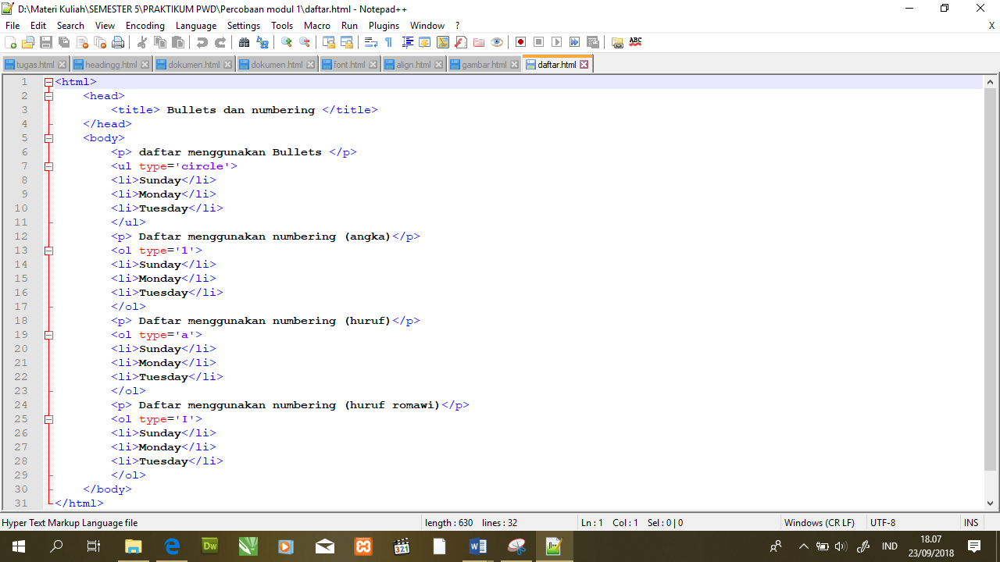 D:\Materi Kuliah\SEMESTER 5\PRAKTIKUM PWD\Percobaan modul 1\daftar.html - Notepad++
File Edit Search View Encoding Language Settings Tools Macro Run Plugins Window ? X
tugas.html headingg.html dokumen.html dokumen.html font.html align.html gambar.html daftar.html
1 <html>
2 <head>
3 <title> Bullets dan numbering </title>
4 </head>
5 <body>
6 <p> daftar menggunakan Bullets </p>
7 <ul type='circle'>
8 <li>Sunday</li>
9 <li>Monday</li>
10 <li>Tuesday</li>
11 </ul>
12 <p> Daftar menggunakan numbering (angka)</p>
13 <ol type='1'>
14 <li>Sunday</li>
15 <li>Monday</li>
16 <li>Tuesday</li>
17 </ol>
18 <p> Daftar menggunakan numbering (huruf)</p>
19 <ol type='a'>
20 <li>Sunday</li>
21 <li>Monday</li>
22 <li>Tuesday</li>
23 </ol>
24 <p> Daftar menggunakan numbering (huruf romawi)</p>
25 <ol type='I'>
26 <li>Sunday</li>
27 <li>Monday</li>
28 <li>Tuesday</li>
29 </ol>
30 </body>
31 </html>
Hyper Text Markup Language file length : 630 lines : 32 Ln : 1 Col : 1 Sel : 0 | 0 Windows (CR LF) UTF-8 INS
Dw 321 IND 18.07
23/09/2018